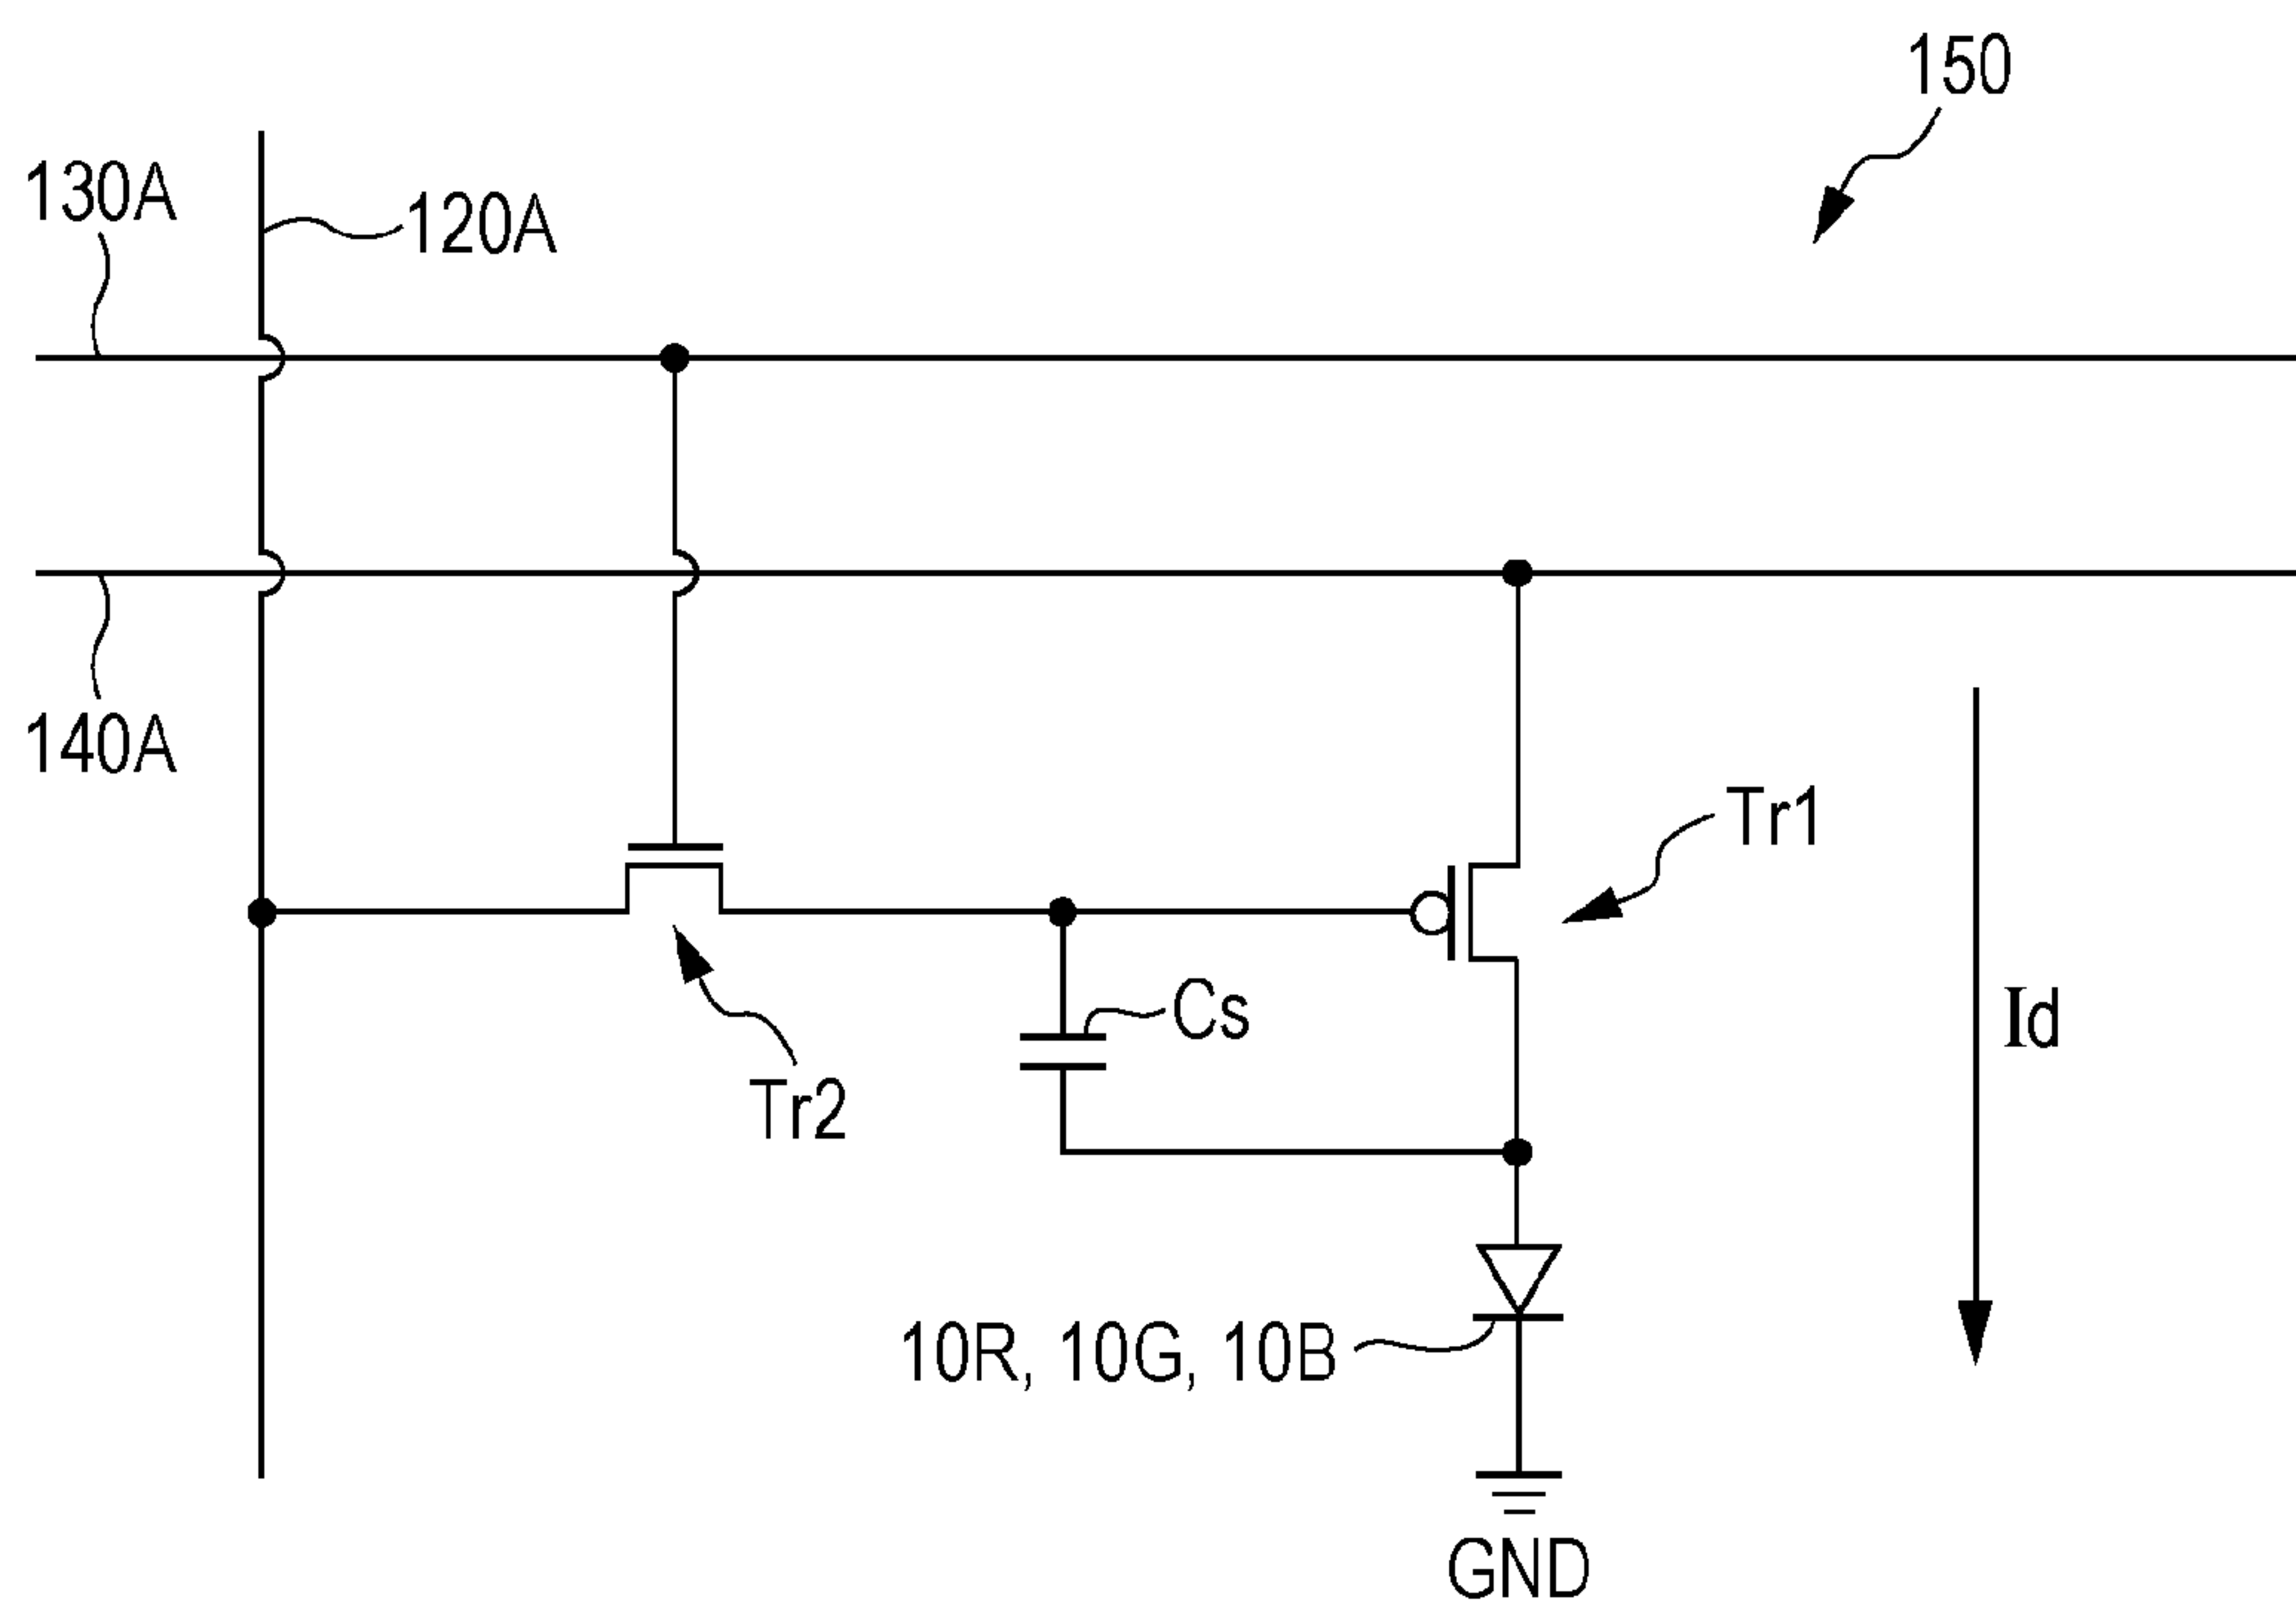 150
130A
120A
140A
Tr1
Cs
Id
Tr2
10R, 10G, 10B
GND